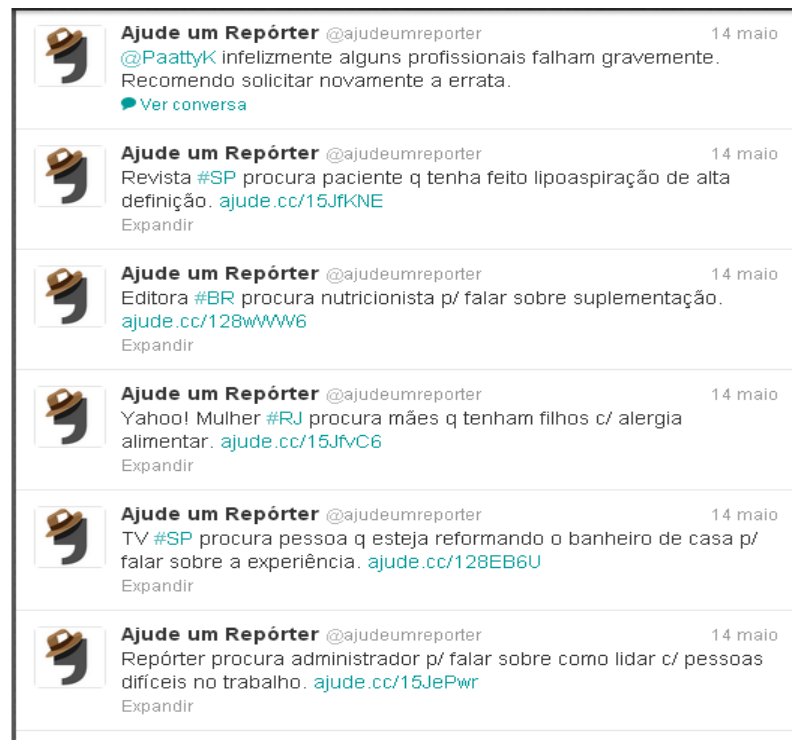 Ajude um Repórter @ajudeumreporter 14 maio
@PaattyK infelizmente alguns profissionais falham gravemente.
Recomendo solicitar novamente a errata.
Ver conversa
Ajude um Repórter @ajudeumreporter 14 maio
Revista #SP procura paciente q tenha feito lipoaspiração de alta
definição. ajude.cc/15JfKNE
Expandir
Ajude um Repórter @ajudeumreporter 14 maio
Editora #BR procura nutricionista p/ falar sobre suplementação.
ajude.cc/128wWW6
Expandir
Ajude um Repórter @ajudeumreporter 14 maio
Yahoo! Mulher #RJ procura mães q tenham filhos c/ alergia
alimentar. ajude.cc/15JfvC6
Expandir
Ajude um Repórter @ajudeumreporter 14 maio
TV #SP procura pessoa q esteja reformando o banheiro de casa p/
falar sobre a experiência. ajude.cc/128EB6U
Expandir
Ajude um Repórter @ajudeumreporter 14 maio
Repórter procura administrador p/ falar sobre como lidar c/ pessoas
difíceis no trabalho. ajude.cc/15JePwr
Expandir